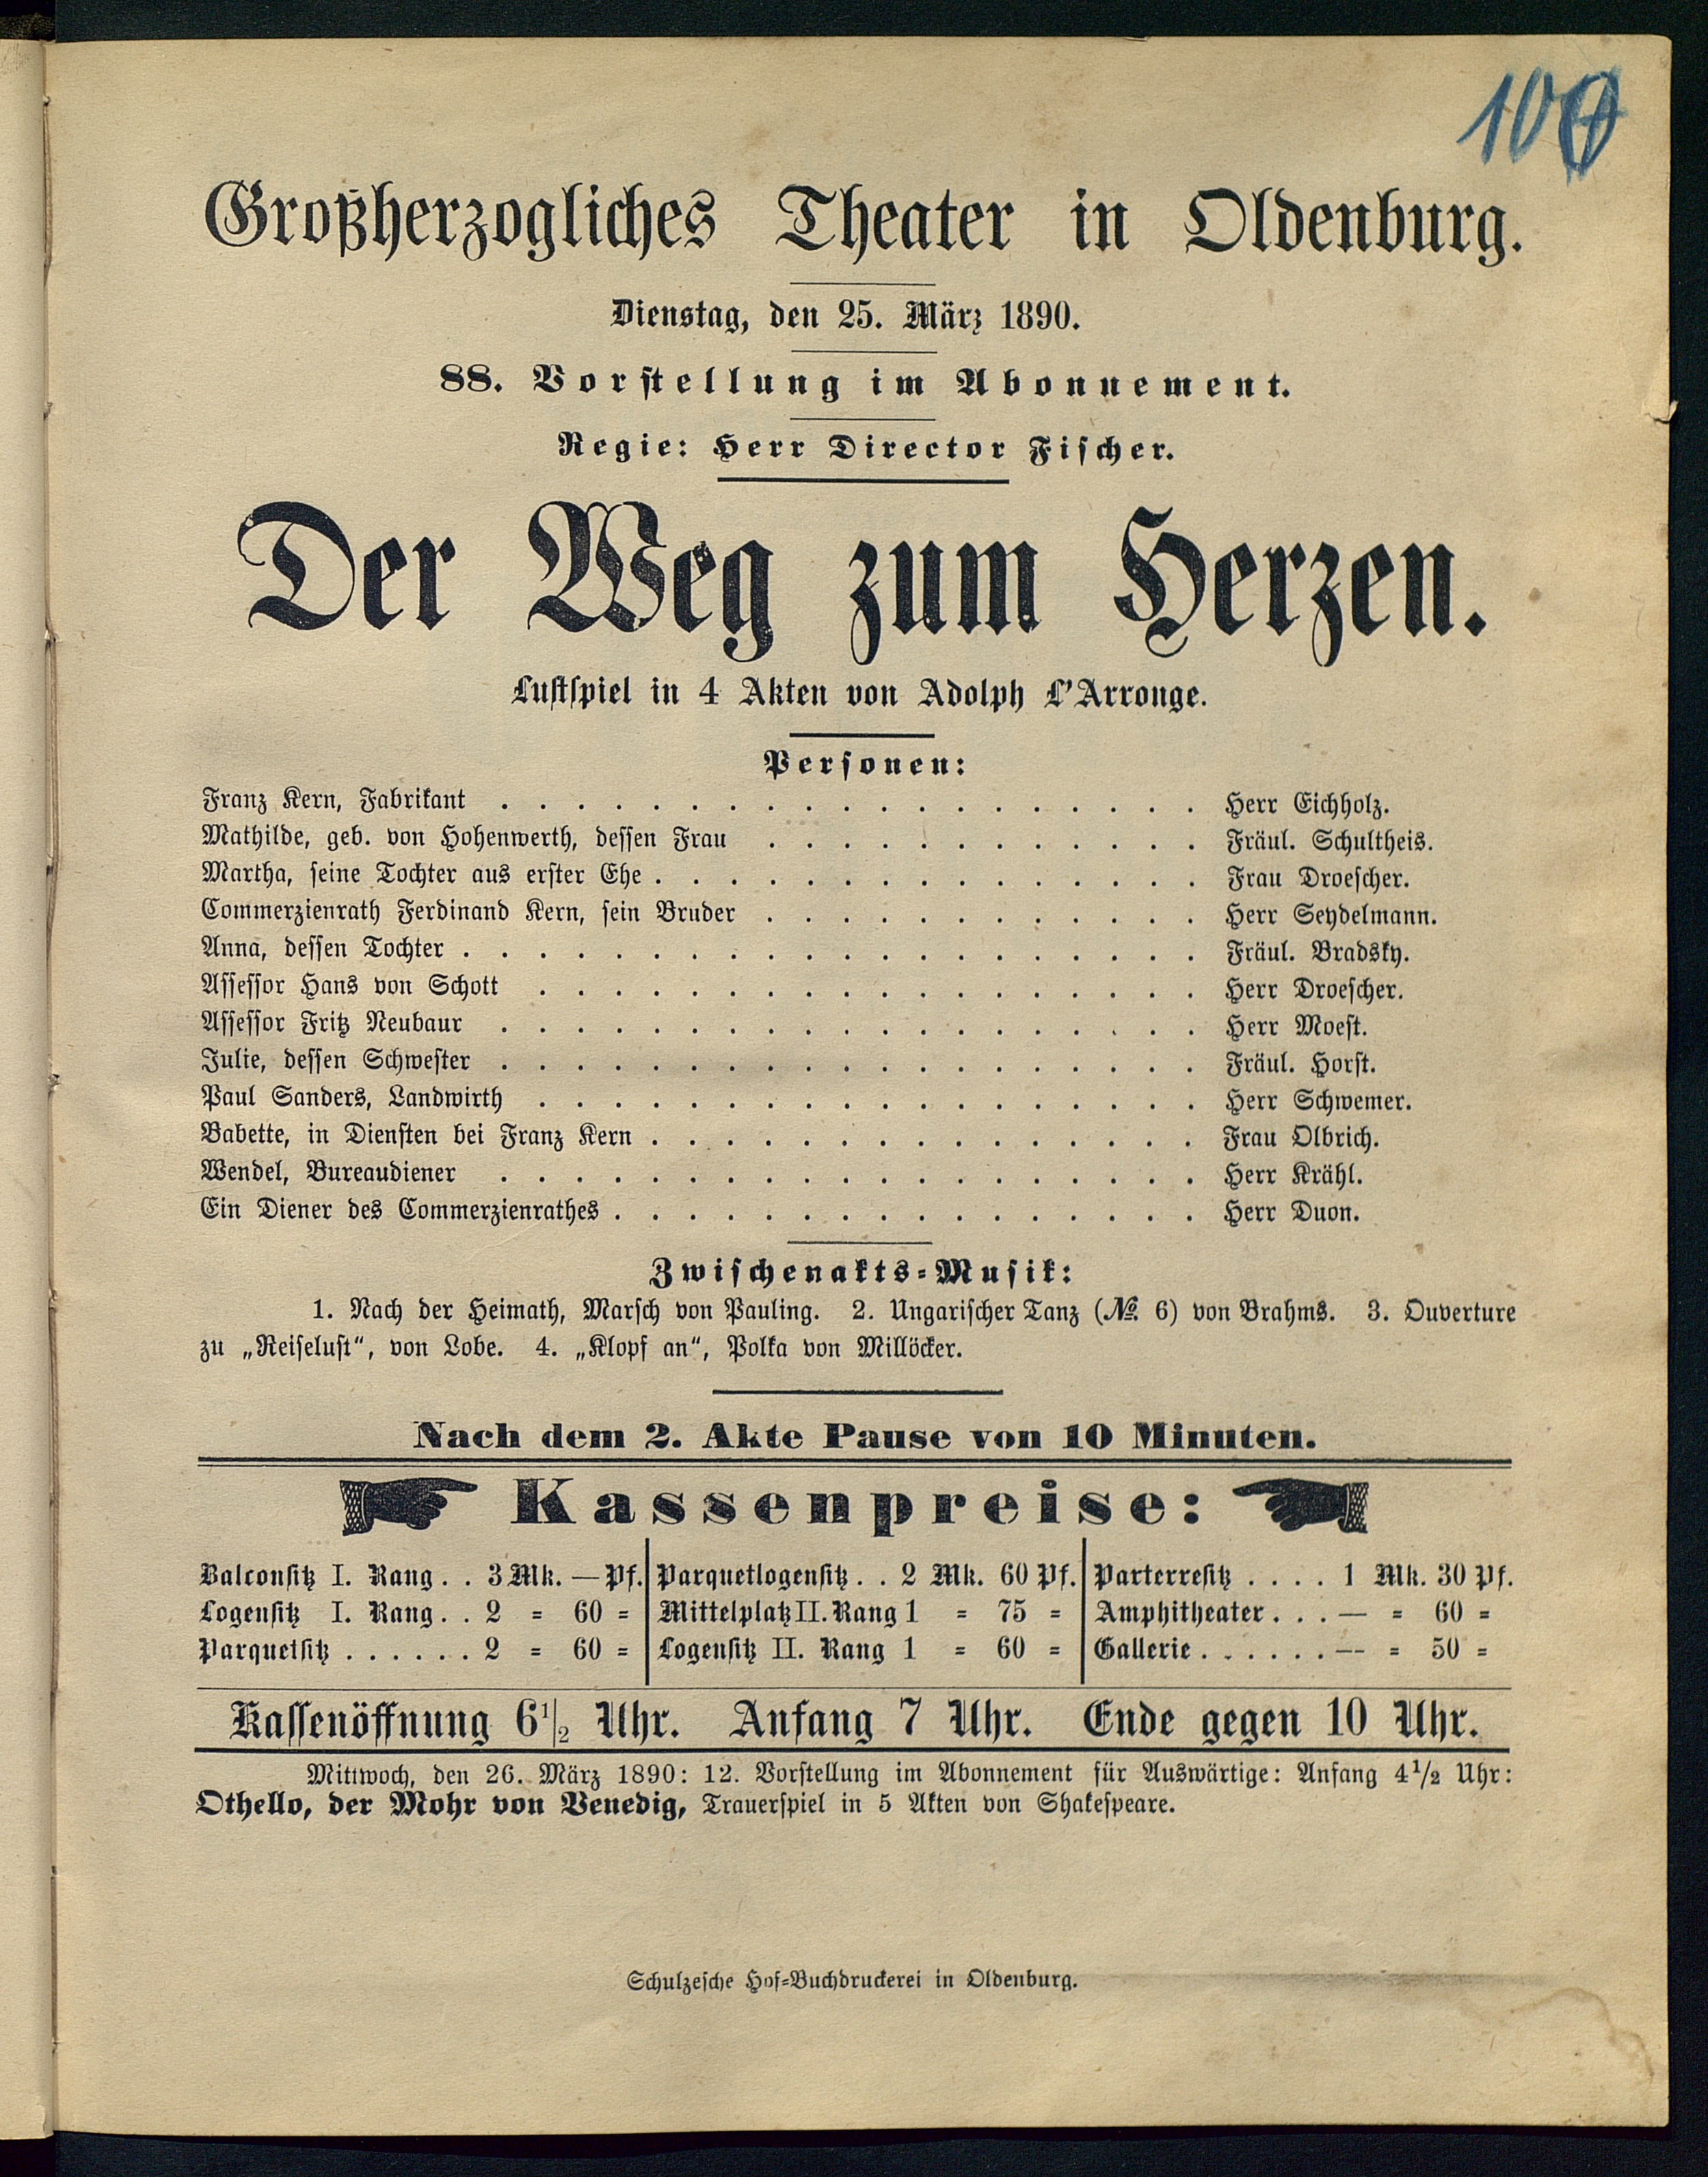 Großherzogliches Theater in Oldenburg.
Dienstag, den 25. März 1890.
88. Vorstellung im Abonnement.
Regie: Herr Director Fischer.
Der Weg zum Herzen.
Lustspiel in 4 Akten von Adolph L'Arronge.
Personen:
Franz Kern, Fabrikant . . . . . . . . . . . . . . . . . . . Herr Eichholz.
Mathilde, geb. von Hohenwerth, dessen Frau . . . . . . . . . . . . Fräul. Schultheis.
Martha, seine Tochter aus erster Ehe . . . . . . . . . . . . . . . Frau Droescher.
Commerzienrath Ferdinand Kern, sein Bruder . . . . . . . . . . . . Herr Seydelmann.
Anna, dessen Tochter . . . . . . . . . . . . . . . . . . . . Fräul. Bradsky.
Assessor Hans von Schott . . . . . . . . . . . . . . . . . . Herr Droescher.
Assessor Fritz Neubaur . . . . . . . . . . . . . . . . . . . Herr Moest.
Julie, dessen Schwester . . . . . . . . . . . . . . . . . . . Fräul. Horst.
Paul Sanders, Landwirth . . . . . . . . . . . . . . . . . . Herr Schwemer.
Babette, in Diensten bei Franz Kern . . . . . . . . . . . . . . . Frau Olbrich.
Wendel, Bureaudiener . . . . . . . . . . . . . . . . . . . Herr Krähl.
Ein Diener des Commerzienrathes . . . . . . . . . . . . . . . . Herr Duon.
Zwischenakts-Musik:
1. Nach der Heimath, Marsch von Pauling. 2. Ungarischer Tanz (№ 6) von Brahms. 3. Ouverture
zu „Reiselust“, von Lobe. 4. „Klopf an“, Polka von Millöcker.
Nach dem 2. Akte Pause von 10 Minuten.
Kassenpreise:
Balconsitz I. Rang . . 3 Mk. — Pf. Parquetlogensitz . . 2 Mk. 60 Pf. Parterresitz . . . . 1 Mk. 30 Pf.
Logensitz I. Rang . . 2 = 60 = Mittelplatz II. Rang 1 = 75 = Amphitheater . . . — = 60 =
Parquetsitz . . . . . . 2 = 60 = Logensitz II. Rang 1 = 60 = Gallerie . . . . . . — = 50 =
Kassenöffnung 6 1/2 Uhr. Anfang 7 Uhr. Ende gegen 10 Uhr.
Mittwoch, den 26. März 1890: 12. Vorstellung im Abonnement für Auswärtige: Anfang 4 1/2 Uhr:
Othello, der Mohr von Venedig, Trauerspiel in 5 Akten von Shakespeare.
Schulzesche Hof-Buchdruckerei in Oldenburg.